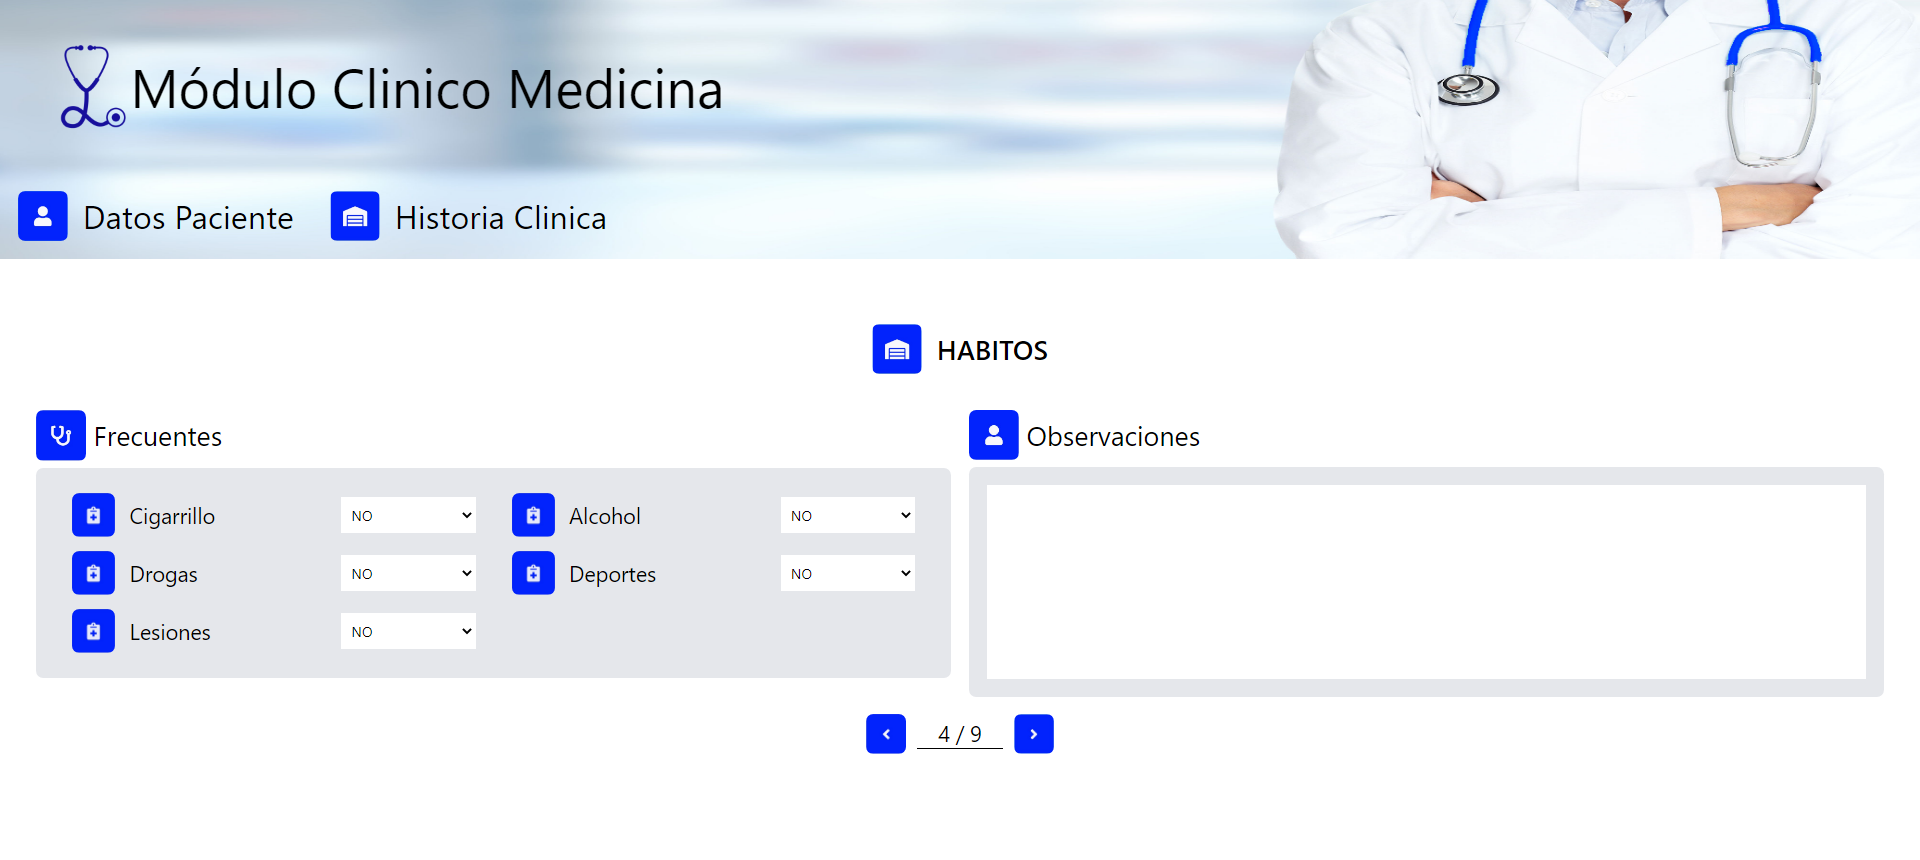 Módulo Clinico Medicina
Datos Paciente
Historia Clinica
HABITOS
Frecuentes
Cigarrillo NO
Alcohol NO
Drogas NO
Deportes NO
Lesiones NO
Observaciones
4 / 9